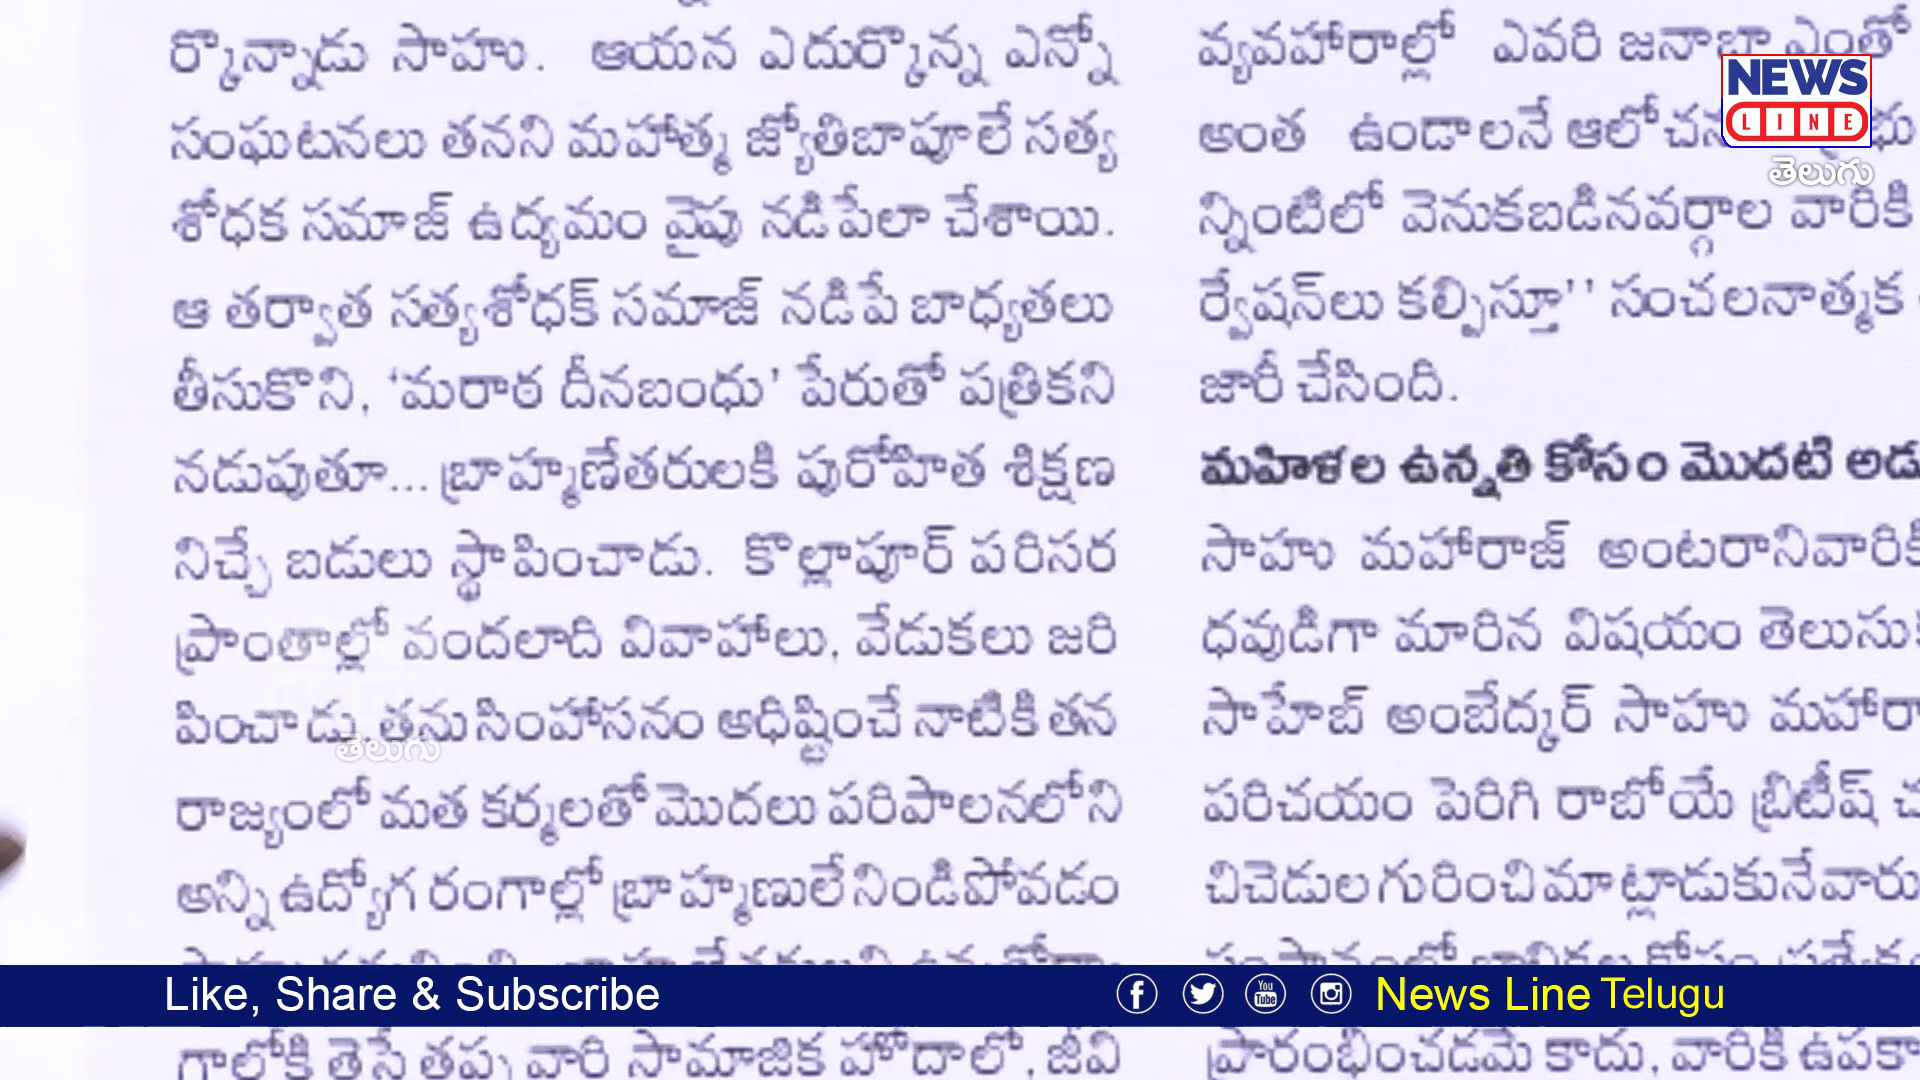 ర్కొన్నాడు సాహు. ఆయన ఎదుర్కొన్న ఎన్నో
సంఘటనలు తనని మహాత్మ జ్యోతిబాపూలే సత్య
శోధక సమాజ్ ఉద్యమం వైపు నడిపేలా చేశాయి.
ఆ తర్వాత సత్యశోధక్ సమాజ్ నడిపే బాధ్యతలు
తీసుకొని, 'మరాఠ దీనబంధు' పేరుతో పత్రికని
నడుపుతూ... బ్రాహ్మణేతరులకి పురోహిత శిక్షణ
నిచ్చే బడులు స్థాపించాడు. కొల్లాపూర్ పరిసర
ప్రాంతాల్లో వందలాది వివాహాలు, వేడుకలు జరి
పించాడు. తను సింహాసనం అధిష్టించే నాటికి తన
రాజ్యంలో మత కర్మలతో మొదలు పరిపాలనలోని
అన్ని ఉద్యోగ రంగాల్లో బ్రాహ్మణులే నిండిపోవడం
గాలోకి తెస్తే తప్ప వారి సామాజిక హోదాలో, జీవి
వ్యవహారాల్లో ఎవరి జనాభా ఎంతో
అంత ఉండాలనే
న్నింటిలో వెనుకబడినవర్గాల వారికి
ర్వేషన్‌లు కల్పిస్తూ'' సంచలనాత్మక
జారీ చేసింది.
మహిళల ఉన్నతి కోసం మొదటి అడు
సాహు మహారాజ్ అంటరానివారికి
ధవుడిగా మారిన విషయం తెలుసు
సాహేబ్ అంబేద్కర్ సాహు మహారా
పరిచయం పెరిగి రాబోయే బ్రిటీష్ చ
చిచెడుల గురించి మాట్లాడుకునేవారు
ప్రారంభించడమే కాదు, వారికి ఉపకా
NEWS
LINE
తెలుగు
తెలుగు
Like, Share & Subscribe
You Tube
News Line Telugu